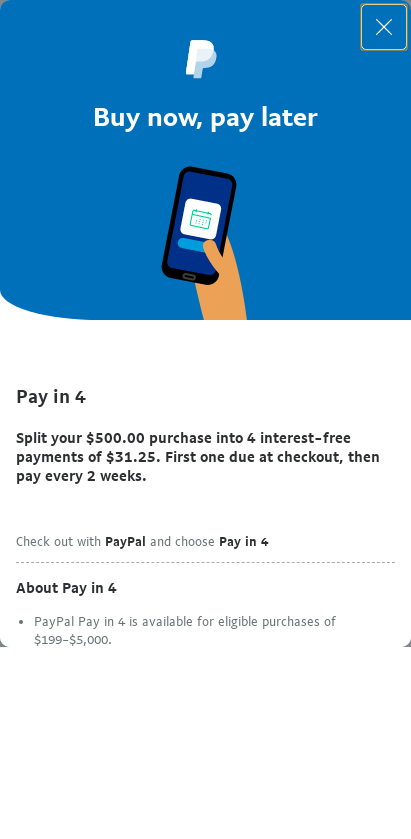 Buy now, pay later
Pay in 4
Split your $500.00 purchase into 4 interest-free
payments of $31.25. First one due at checkout, then
pay every 2 weeks.
Check out with PayPal and choose Pay in 4
About Pay in 4
• PayPal Pay in 4 is available for eligible purchases of
$199-$5,000.